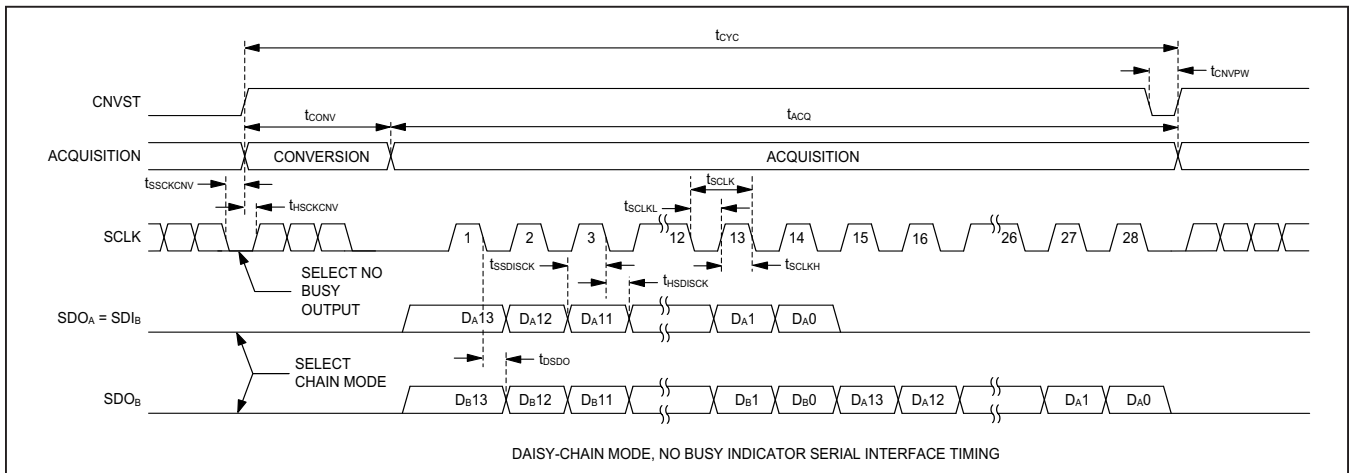 tCYC
tCNVPW
CNVST
tCONV
tACQ
ACQUISITION
CONVERSION
ACQUISITION
tSSCKCNV
tHSCKCNV
tSCLK
tSCLKL
SCLK
1 2 3 12 13 14 15 16 26 27 28
tSSDISCK
tHSDISCK
tSCLKH
SELECT NO
BUSY
OUTPUT
SDOA = SDIB
DA13 DA12 DA11 DA1 DA0
tDSDO
SELECT
CHAIN MODE
SDOB
DB13 DB12 DB11 DB1 DB0 DA13 DA12 DA1 DA0
DAISY-CHAIN MODE, NO BUSY INDICATOR SERIAL INTERFACE TIMING